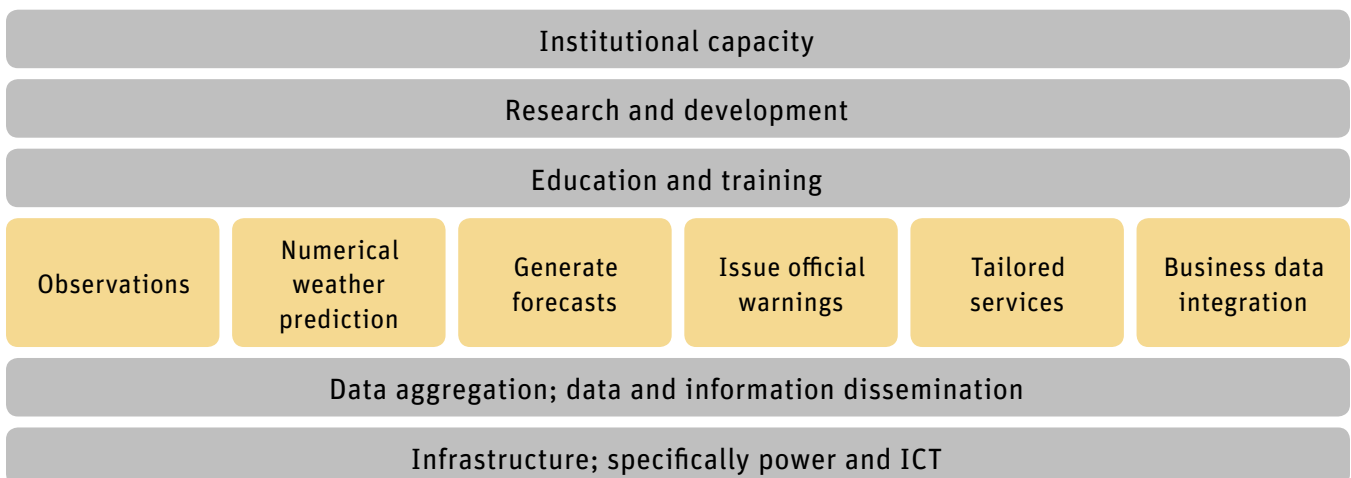 Institutional capacity
Research and development
Education and training
Observations
Numerical
weather
prediction
Generate
forecasts
Issue official
warnings
Tailored
services
Business data
integration
Data aggregation; data and information dissemination
Infrastructure; specifically power and ICT